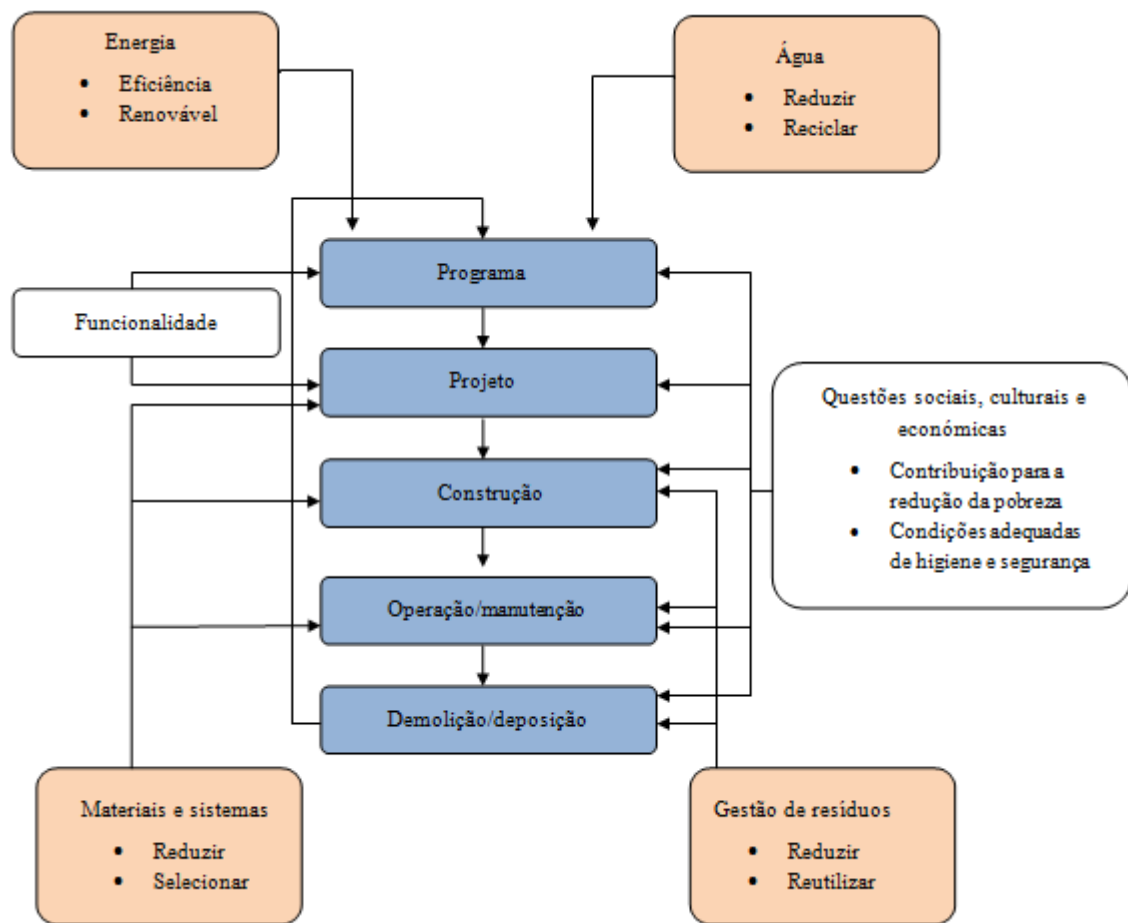 Energia
• Eficiência
• Renovável
Água
• Reduzir
• Reciclar
Programa
Funcionalidade
Projeto
Questões sociais, culturais e
económicas
• Contribuição para a
redução da pobreza
• Condições adequadas
de higiene e segurança
Construção
Operação/manutenção
Demolição/deposição
Materiais e sistemas
• Reduzir
• Selecionar
Gestão de resíduos
• Reduzir
• Reutilizar